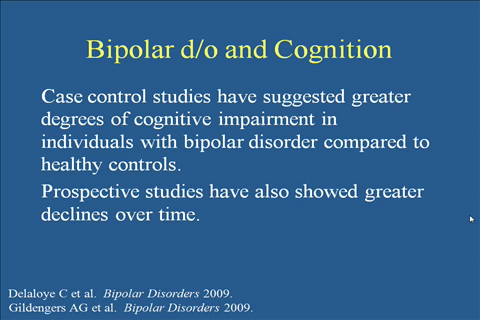 Bipolar d/o and Cognition
Case control studies have suggested greater
degrees of cognitive impairment in
individuals with bipolar disorder compared to
healthy controls.
Prospective studies have also showed greater
declines over time.
Delaloye C et al. Bipolar Disorders 2009.
Gildengers AG et al. Bipolar Disorders 2009.